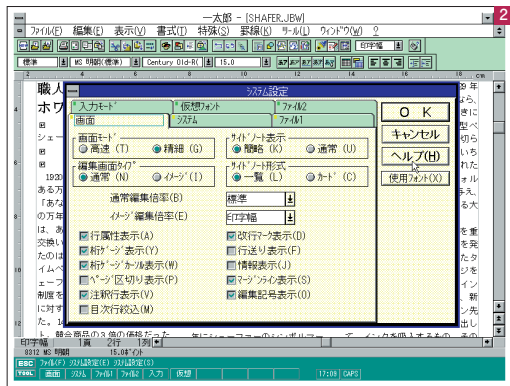 2
一太郎 - [SHAFER.JBW]
ファイル(F) 編集(E) 表示(V) 書式(T) 特殊(S) 罫線(K) ツール(L) ウィンドウ(W) ?
印字幅
標準 MS 明朝(標準) Century Old-R( 15.0
2 4 6 8 10 12 14 16 18 cm
職人
ホワ
システム設定
入力モード 仮想フォント ファイル2
画面 システム ファイル1
画面モード
高速 (T) 精細 (G)
サイドノート表示
簡略 (K) 通常 (U)
編集画面タイプ
通常 (N) イメージ (I)
サイドノート形式
一覧 (L) カード (C)
通常編集倍率(B) 標準
イメージ編集倍率(E) 印字幅
行属性表示(A) 改行マーク表示(D)
桁ゲージ表示(Y) 行送り表示(F)
桁ゲージカーソル表示(W) 情報表示(J)
ページ区切り表示(P) マージンライン表示(S)
注釈行表示(V) 編集記号表示(O)
目次行絞込(M)
O K
キャンセル
ヘルプ(H)
使用フォント(X)
印字幅 1頁 2行 1列
8312 MS 明朝 15.0ポイント
ESC ファイル(F) システム設定(E) システム設定(S)
TOOL 画面 システム ファイル1 ファイル2 入力 仮想 17:09 CAPS